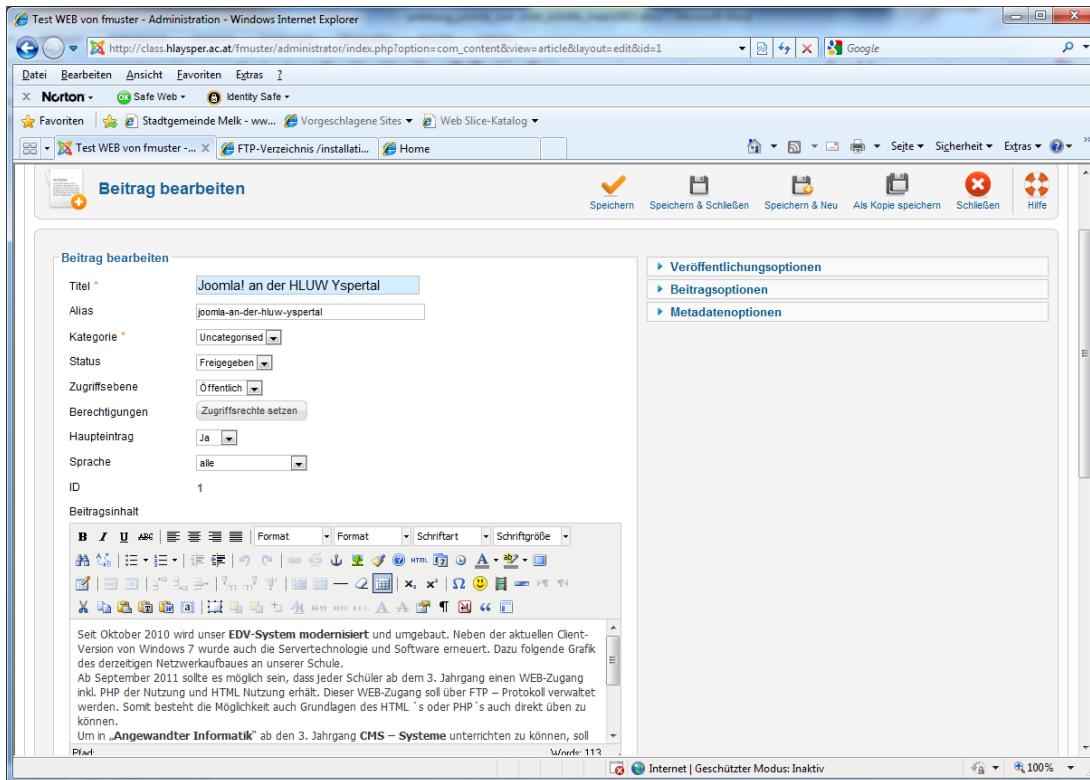 Test WEB von fmuster - Administration - Windows Internet Explorer
http://class.hlaysper.ac.at/fmuster/administrator/index.php?option=com_content&view=article&layout=edit&id=1
Google
Datei Bearbeiten Ansicht Favoriten Extras ?
x Norton - OK Safe Web - Identity Safe -
Favoriten Stadtgemeinde Melk - ww... Vorgeschlagene Sites Web Slice-Katalog
Test WEB von fmuster -... X FTP-Verzeichnis /installati... Home Seite Sicherheit Extras »
Beitrag bearbeiten
Speichern Speichern & Schließen Speichern & Neu Als Kopie speichern Schließen Hilfe
Beitrag bearbeiten
Titel * Joomla! an der HLUW Yspertal
Alias joomla-an-der-hluw-yspertal
Kategorie * Uncategorised
Status Freigegeben
Zugriffsebene Öffentlich
Berechtigungen Zugriffsrechte setzen
Haupteintrag Ja
Sprache alle
ID 1
Beitragsinhalt
Veröffentlichungsoptionen
Beitragsoptionen
Metadatenoptionen
B I U ABC Format Format Schriftart Schriftgröße
HTML A ab
x₂ x² Ω
Seit Oktober 2010 wird unser EDV-System modernisiert und umgebaut. Neben der aktuellen Client-
Version von Windows 7 wurde auch die Servertechnologie und Software erneuert. Dazu folgende Grafik
des derzeitigen Netzwerkaufbaues an unserer Schule.
Ab September 2011 sollte es möglich sein, dass jeder Schüler ab dem 3. Jahrgang einen WEB-Zugang
inkl. PHP der Nutzung und HTML Nutzung erhält. Dieser WEB-Zugang soll über FTP – Protokoll verwaltet
werden. Somit besteht die Möglichkeit auch Grundlagen des HTML `s oder PHP´s auch direkt üben zu
können.
Um in „Angewandter Informatik" ab den 3. Jahrgang CMS – Systeme unterrichten zu können, soll
Pfad: Words: 113
Internet | Geschützter Modus: Inaktiv 100%